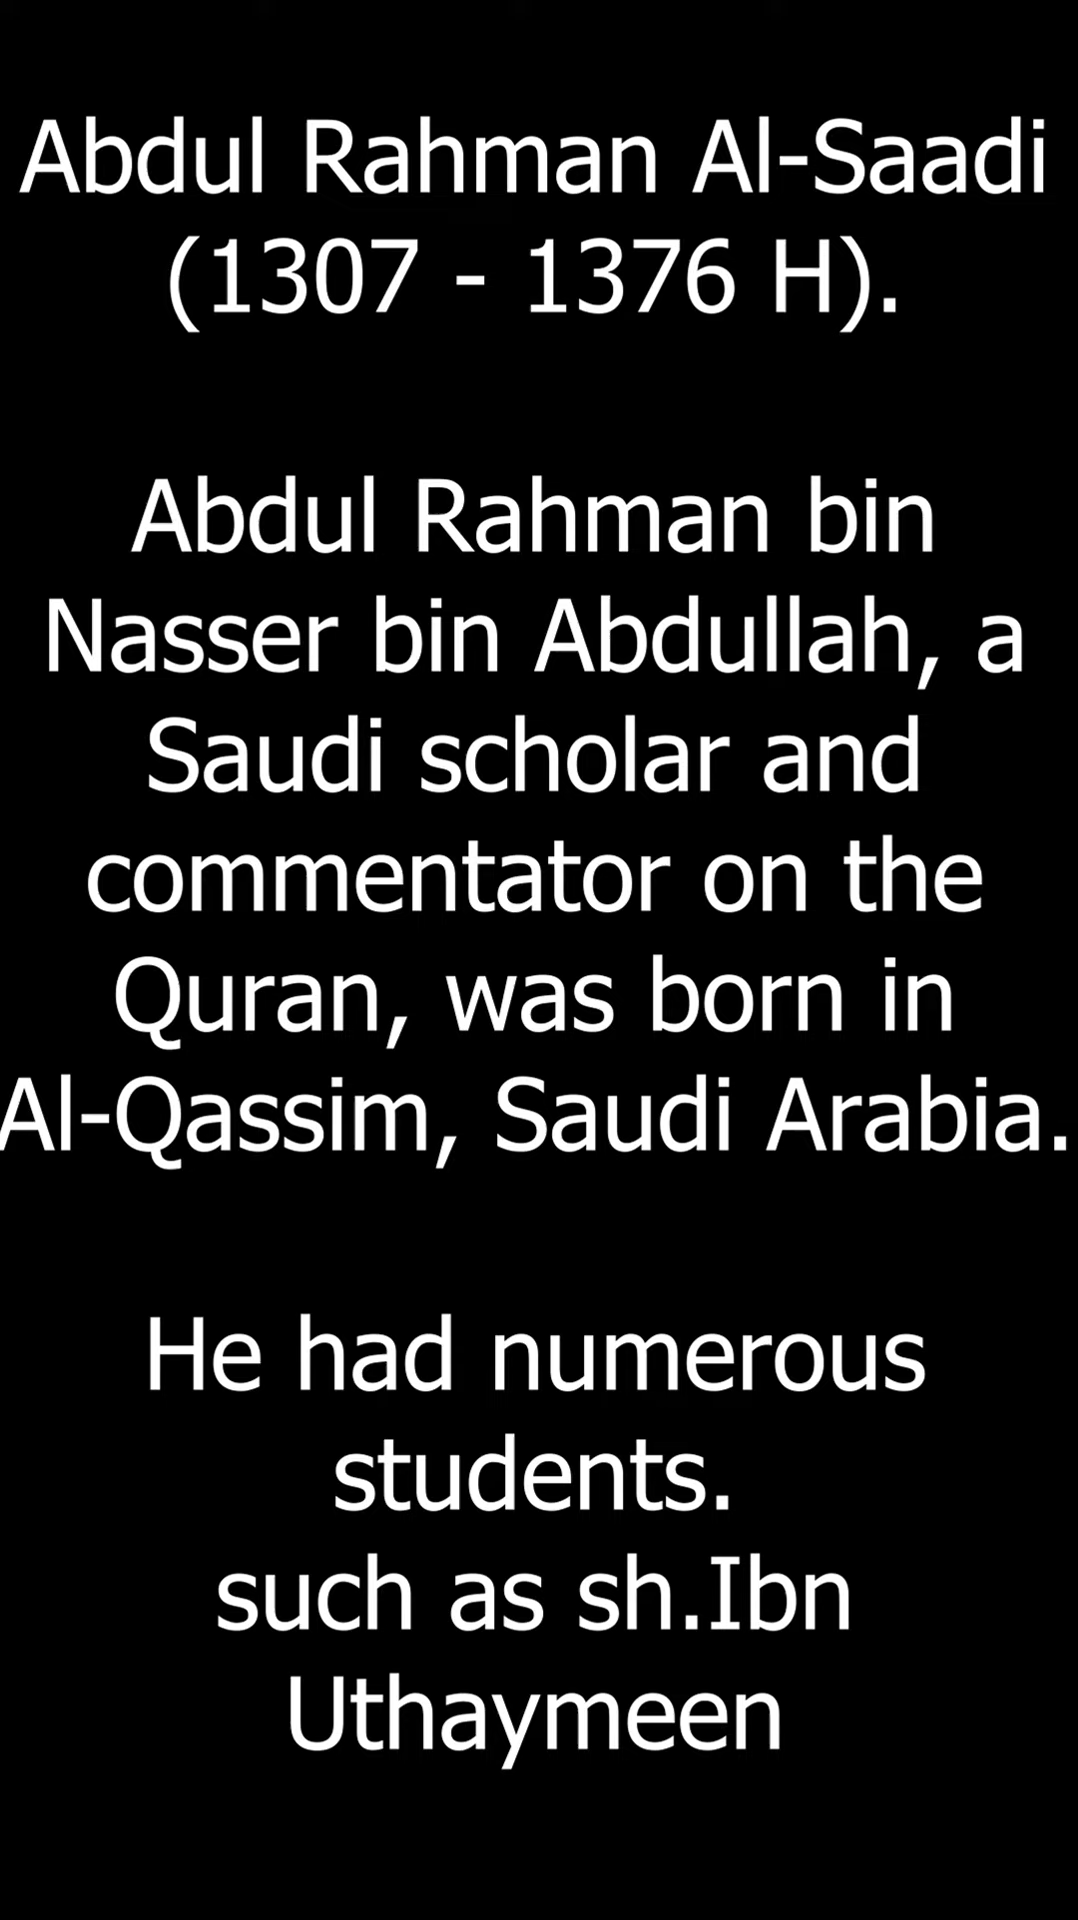 Abdul Rahman Al-Saadi
(1307 - 1376 H).
Abdul Rahman bin
Nasser bin Abdullah, a
Saudi scholar and
commentator on the
Quran, was born in
Al-Qassim, Saudi Arabia.
He had numerous
students.
such as sh.Ibn
Uthaymeen